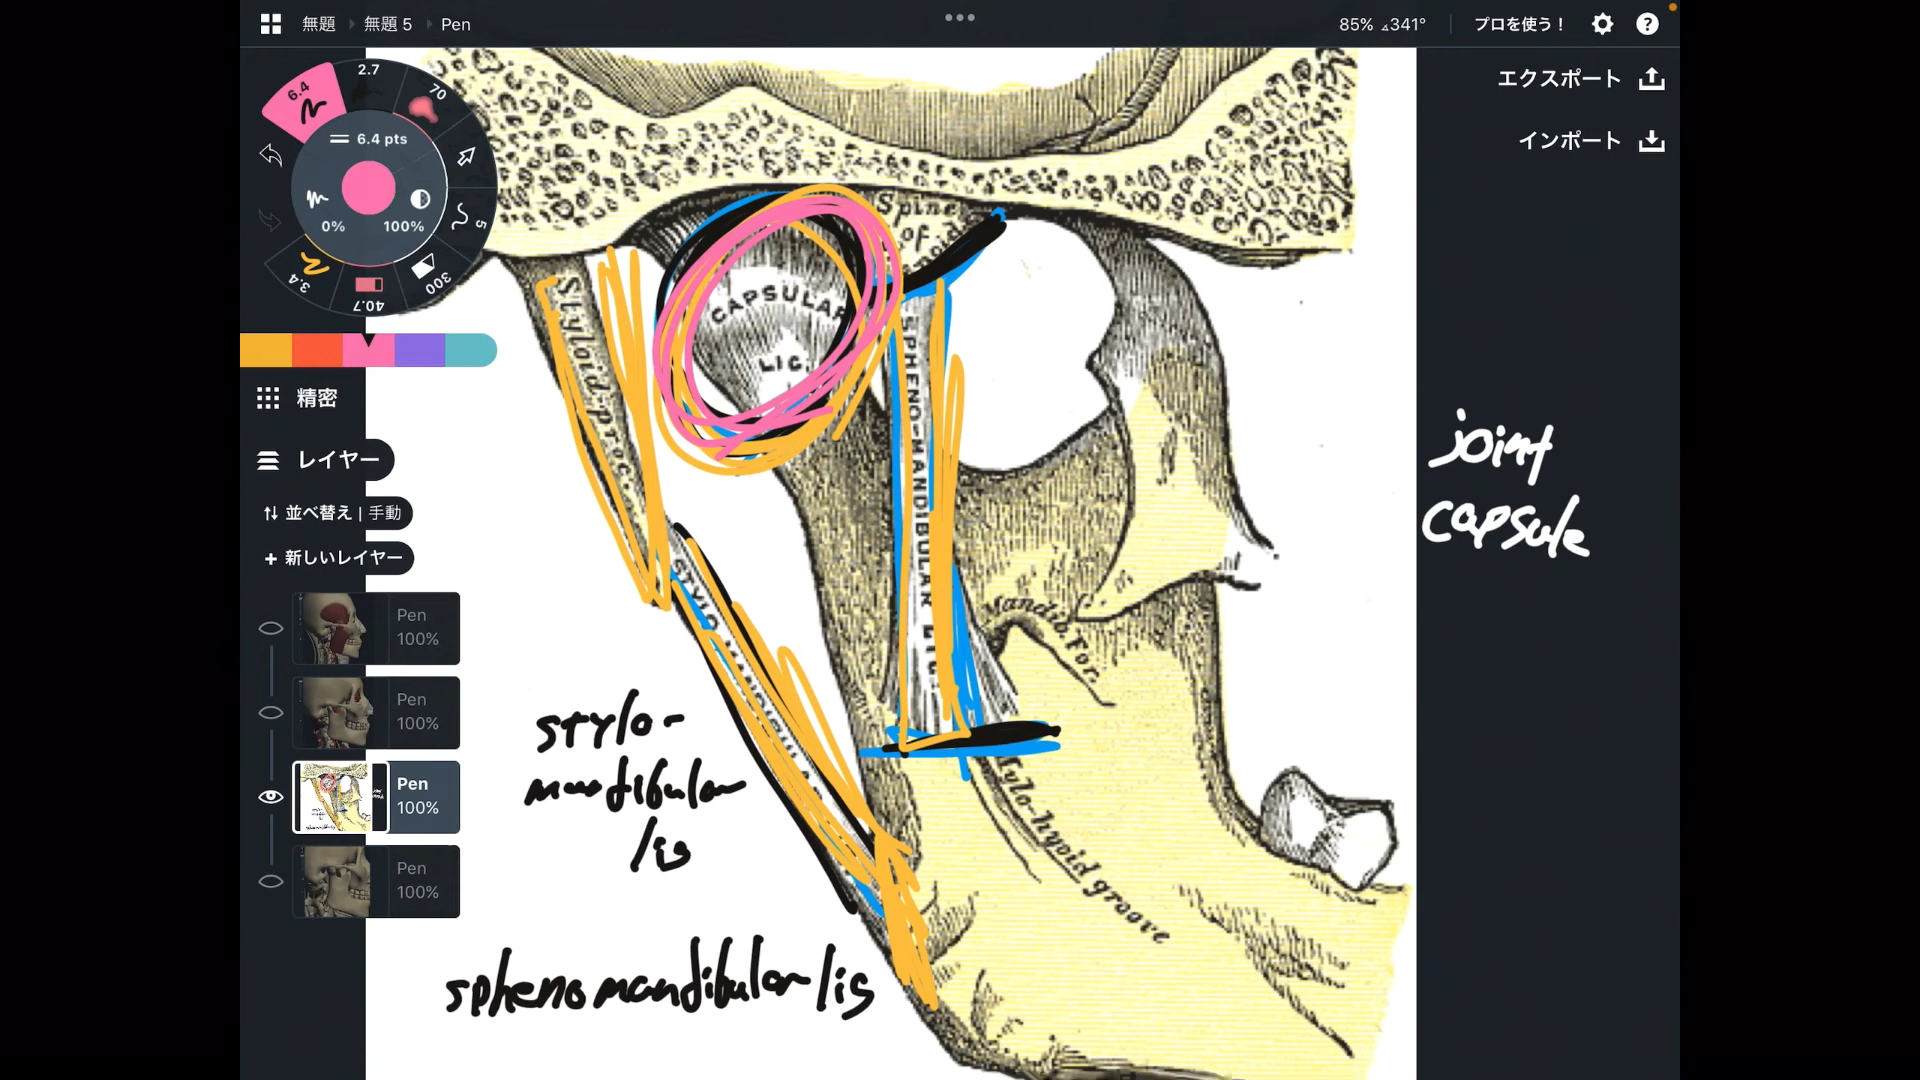 無題 › 無題 5 › Pen
85% ⦟341°
プロを使う!
エクスポート
インポート
2.7
6.4
70
6.4 pts
0%
100%
5
3.4
40.7
300
精密
レイヤー
並べ替え | 手動
+ 新しいレイヤー
Pen
100%
Pen
100%
Pen
100%
Pen
100%
Spine
of
CAPSULAR
LIG.
Styloid proc.
SPHENO-MANDIBULAR LIG.
STYLO-MANDIBULAR
Mandib. For.
Mylo-hyoid groove
joint
capsule
stylo-
mandibular
lig
sphenomandibular lig